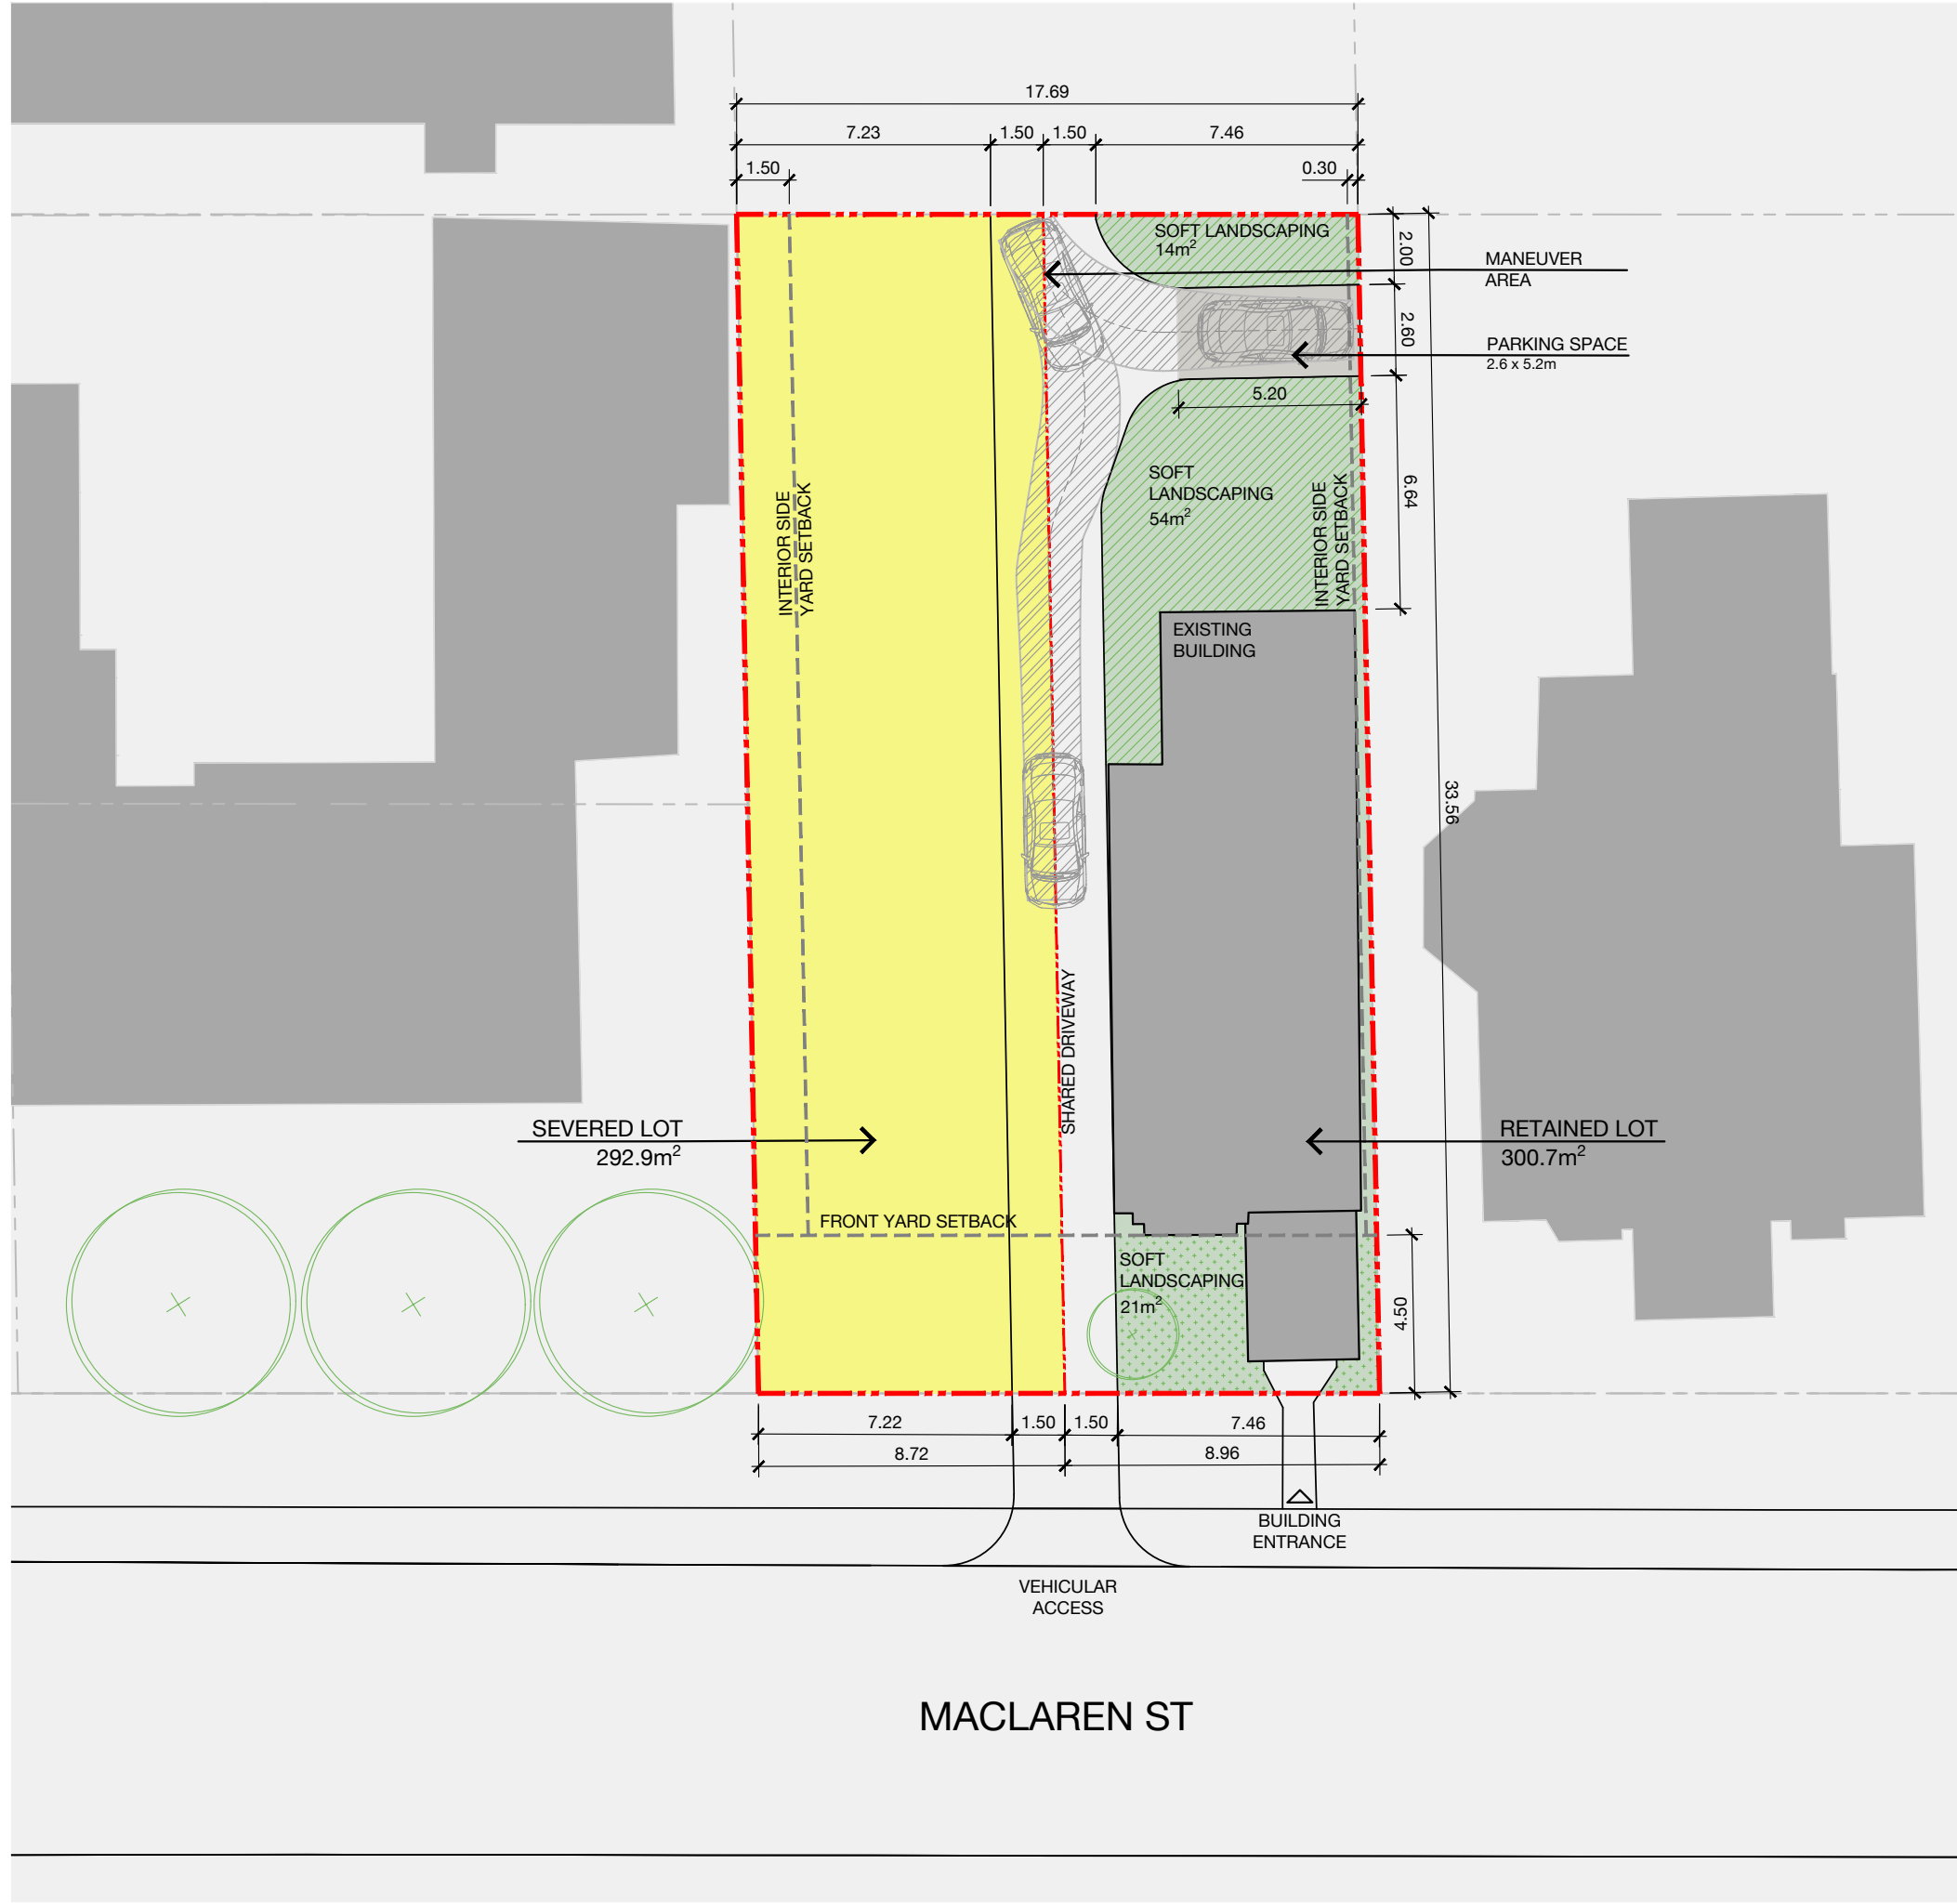 17.69
7.23
1.50
1.50
7.46
1.50
0.30
SOFT LANDSCAPING
14m²
2.00
MANEUVER
AREA
2.60
PARKING SPACE
2.6 x 5.2m
5.20
SOFT
LANDSCAPING
54m²
6.64
INTERIOR SIDE
YARD SETBACK
INTERIOR SIDE
YARD SETBACK
EXISTING
BUILDING
33.56
SHARED DRIVEWAY
SEVERED LOT
292.9m²
RETAINED LOT
300.7m²
FRONT YARD SETBACK
SOFT
LANDSCAPING
21m²
4.50
7.22
1.50
1.50
7.46
8.72
8.96
BUILDING
ENTRANCE
VEHICULAR
ACCESS
MACLAREN ST